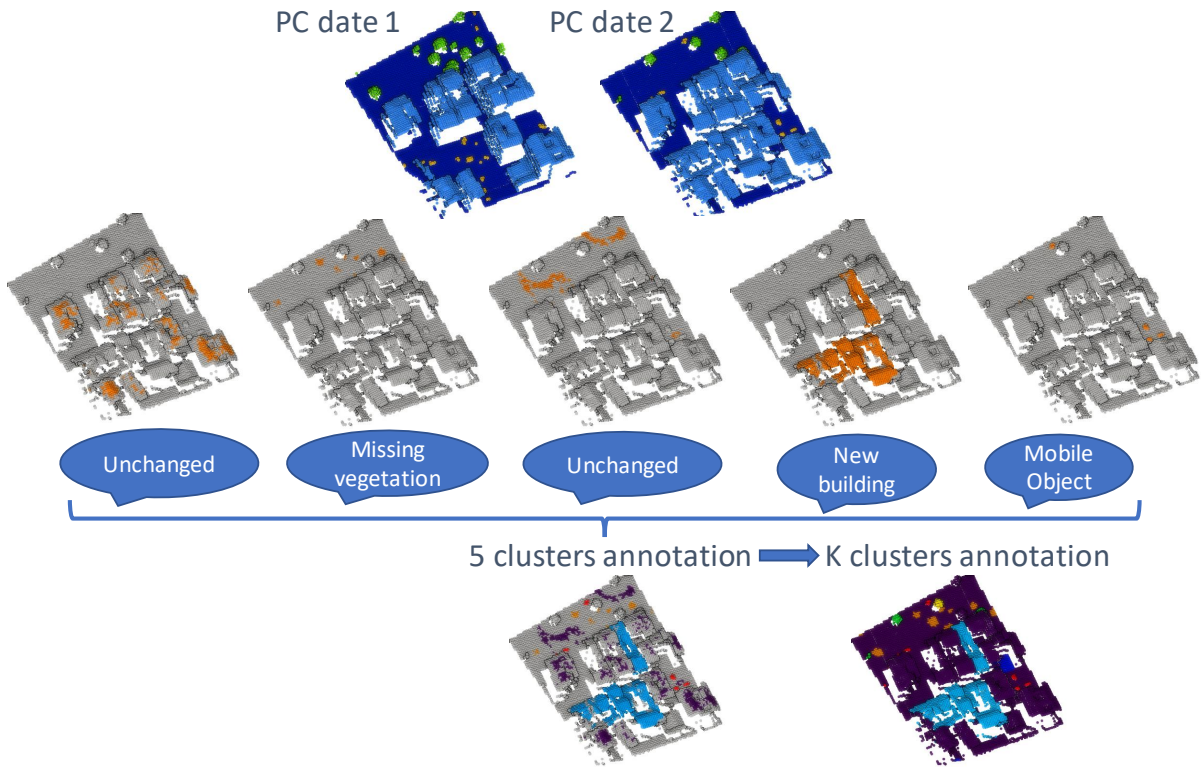 PC date 1
PC date 2
Unchanged
Missing
vegetation
Unchanged
New
building
Mobile
Object
5 clusters annotation
K clusters annotation